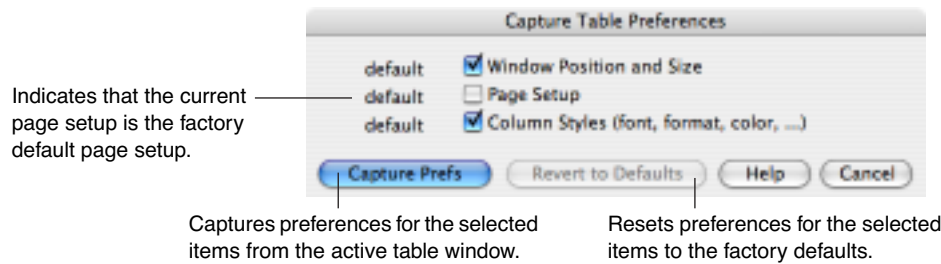 Capture Table Preferences
default Window Position and Size
default Page Setup
default Column Styles (font, format, color, ...)
Indicates that the current
page setup is the factory
default page setup.
Capture Prefs Revert to Defaults Help Cancel
Captures preferences for the selected
items from the active table window.
Resets preferences for the selected
items to the factory defaults.